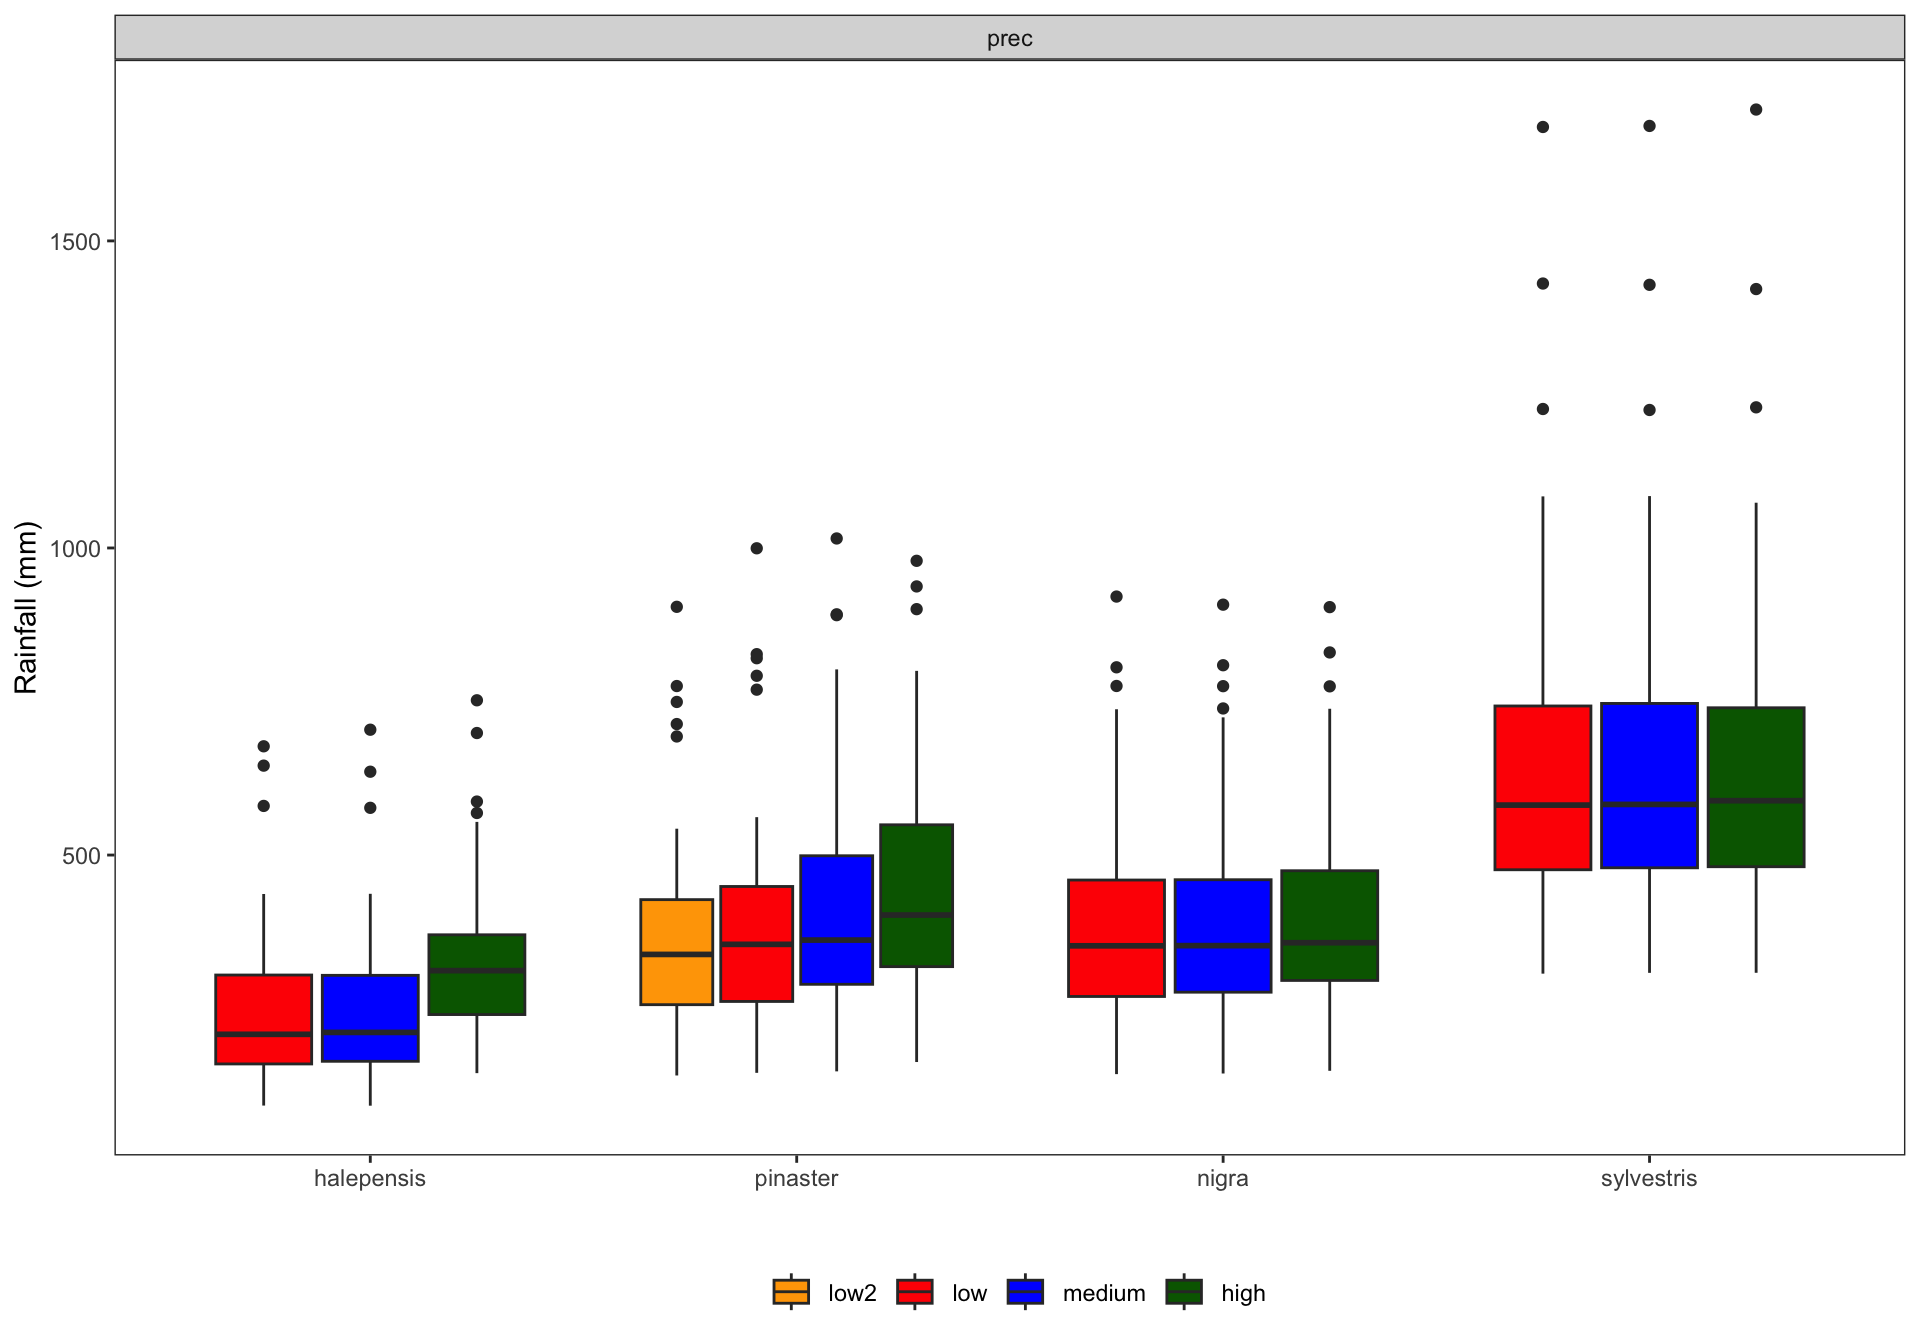 prec
Rainfall (mm)
1500
1000
500
halepensis pinaster nigra sylvestris
low2 low medium high